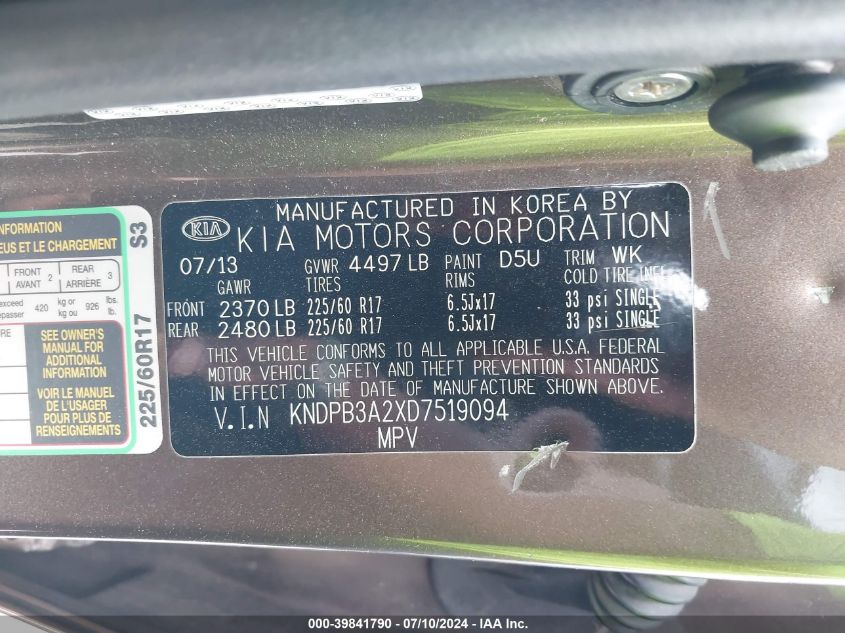 MANUFACTURED IN KOREA BY
KIA KIA MOTORS CORPORATION
07/13 GVWR 4497 LB PAINT D5U TRIM WK
GAWR TIRES RIMS COLD TIRE INFL
FRONT 2370 LB 225/60 R17 6.5Jx17 33 psi SINGLE
REAR 2480 LB 225/60 R17 6.5Jx17 33 psi SINGLE
THIS VEHICLE CONFORMS TO ALL APPLICABLE U.S.A. FEDERAL
MOTOR VEHICLE SAFETY AND THEFT PREVENTION STANDARDS
IN EFFECT ON THE DATE OF MANUFACTURE SHOWN ABOVE.
V.I.N KNDPB3A2XD7519094
MPV
INFORMATION
EUS ET LE CHARGEMENT
FRONT AVANT 2 REAR ARRIÈRE 3
exceed 420 kg or 926 lbs.
épasser kg ou lb.
SEE OWNER'S
MANUAL FOR
ADDITIONAL
INFORMATION
VOIR LE MANUEL
DE L'USAGER
POUR PLUS DE
RENSEIGNEMENTS
225/60R17 S3
000-39841790 - 07/10/2024 - IAA Inc.